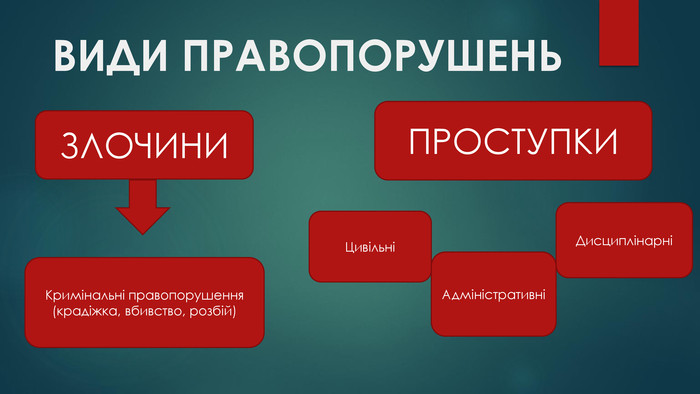 ВИДИ ПРАВОПОРУШЕНЬ
ЗЛОЧИНИ
ПРОСТУПКИ
Кримінальні правопорушення
(крадіжка, вбивство, розбій)
Цивільні
Адміністративні
Дисциплінарні